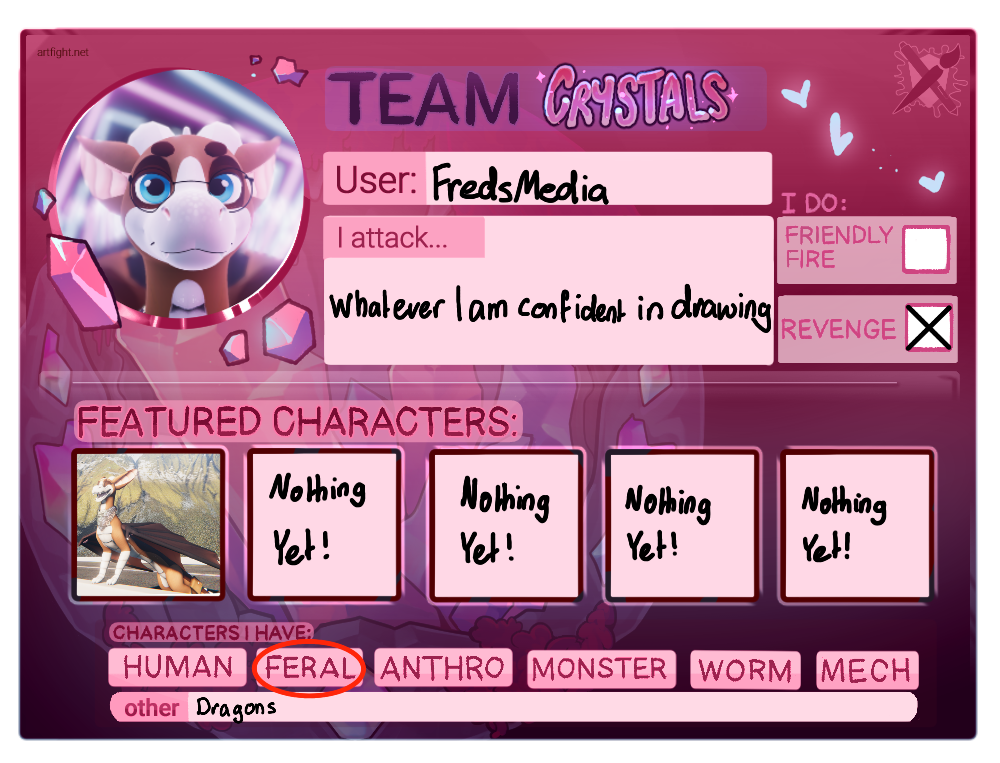 artfight.net
TEAM CRYSTALS
User: FredsMedia
I attack...
Whatever I am confident in drawing
I DO:
FRIENDLY
FIRE
REVENGE
FEATURED CHARACTERS:
Nothing
Yet!
Nothing
Yet!
Nothing
Yet!
Nothing
Yet!
CHARACTERS I HAVE:
HUMAN FERAL ANTHRO MONSTER WORM MECH
other Dragons